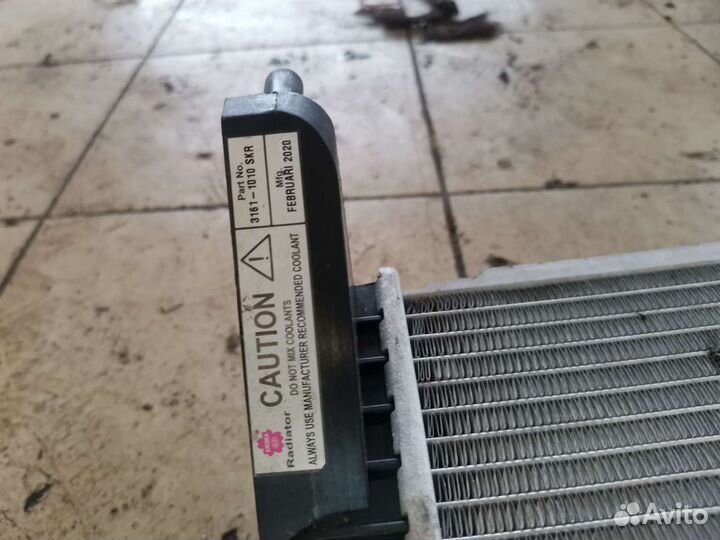 Part No.
3161-1010 SKR
Mfg.
FEBRUARI 2020
CAUTION
DO NOT MIX COOLANTS
ALWAYS USE MANUFACTURER RECOMMENDED COOLANT
Radiator
Avito